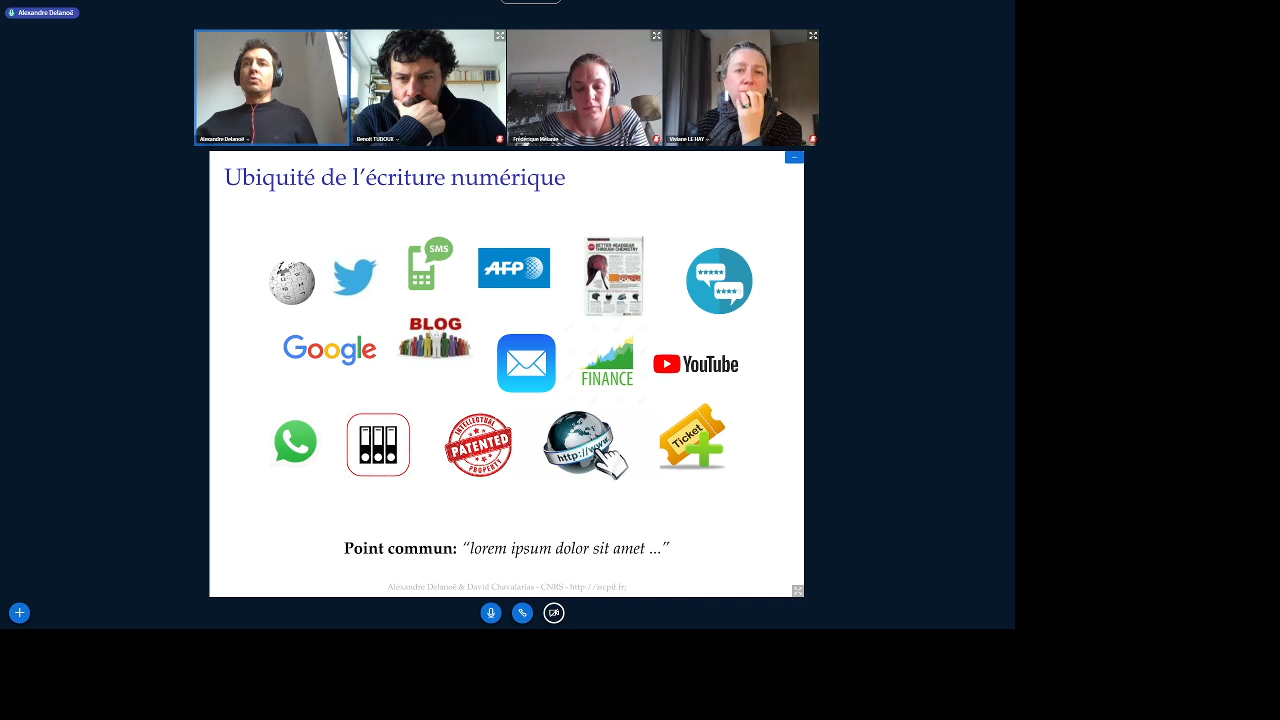 Alexandre Delanoë
Alexandre Delanoë
Benoit TUDOUX
Frédérique Mélanie
Viviane LE HAY
Ubiquité de l'écriture numérique
SMS
AFP
BETTER HEADGEAR
THROUGH CHEMISTRY
Google
BLOG
FINANCE
YouTube
INTELLECTUAL
PATENTED
PROPERTY
http://www.
Ticket
Point commun: “lorem ipsum dolor sit amet ...”
Alexandre Delanoë & David Chavalarias - CNRS - http://iscpif.fr/